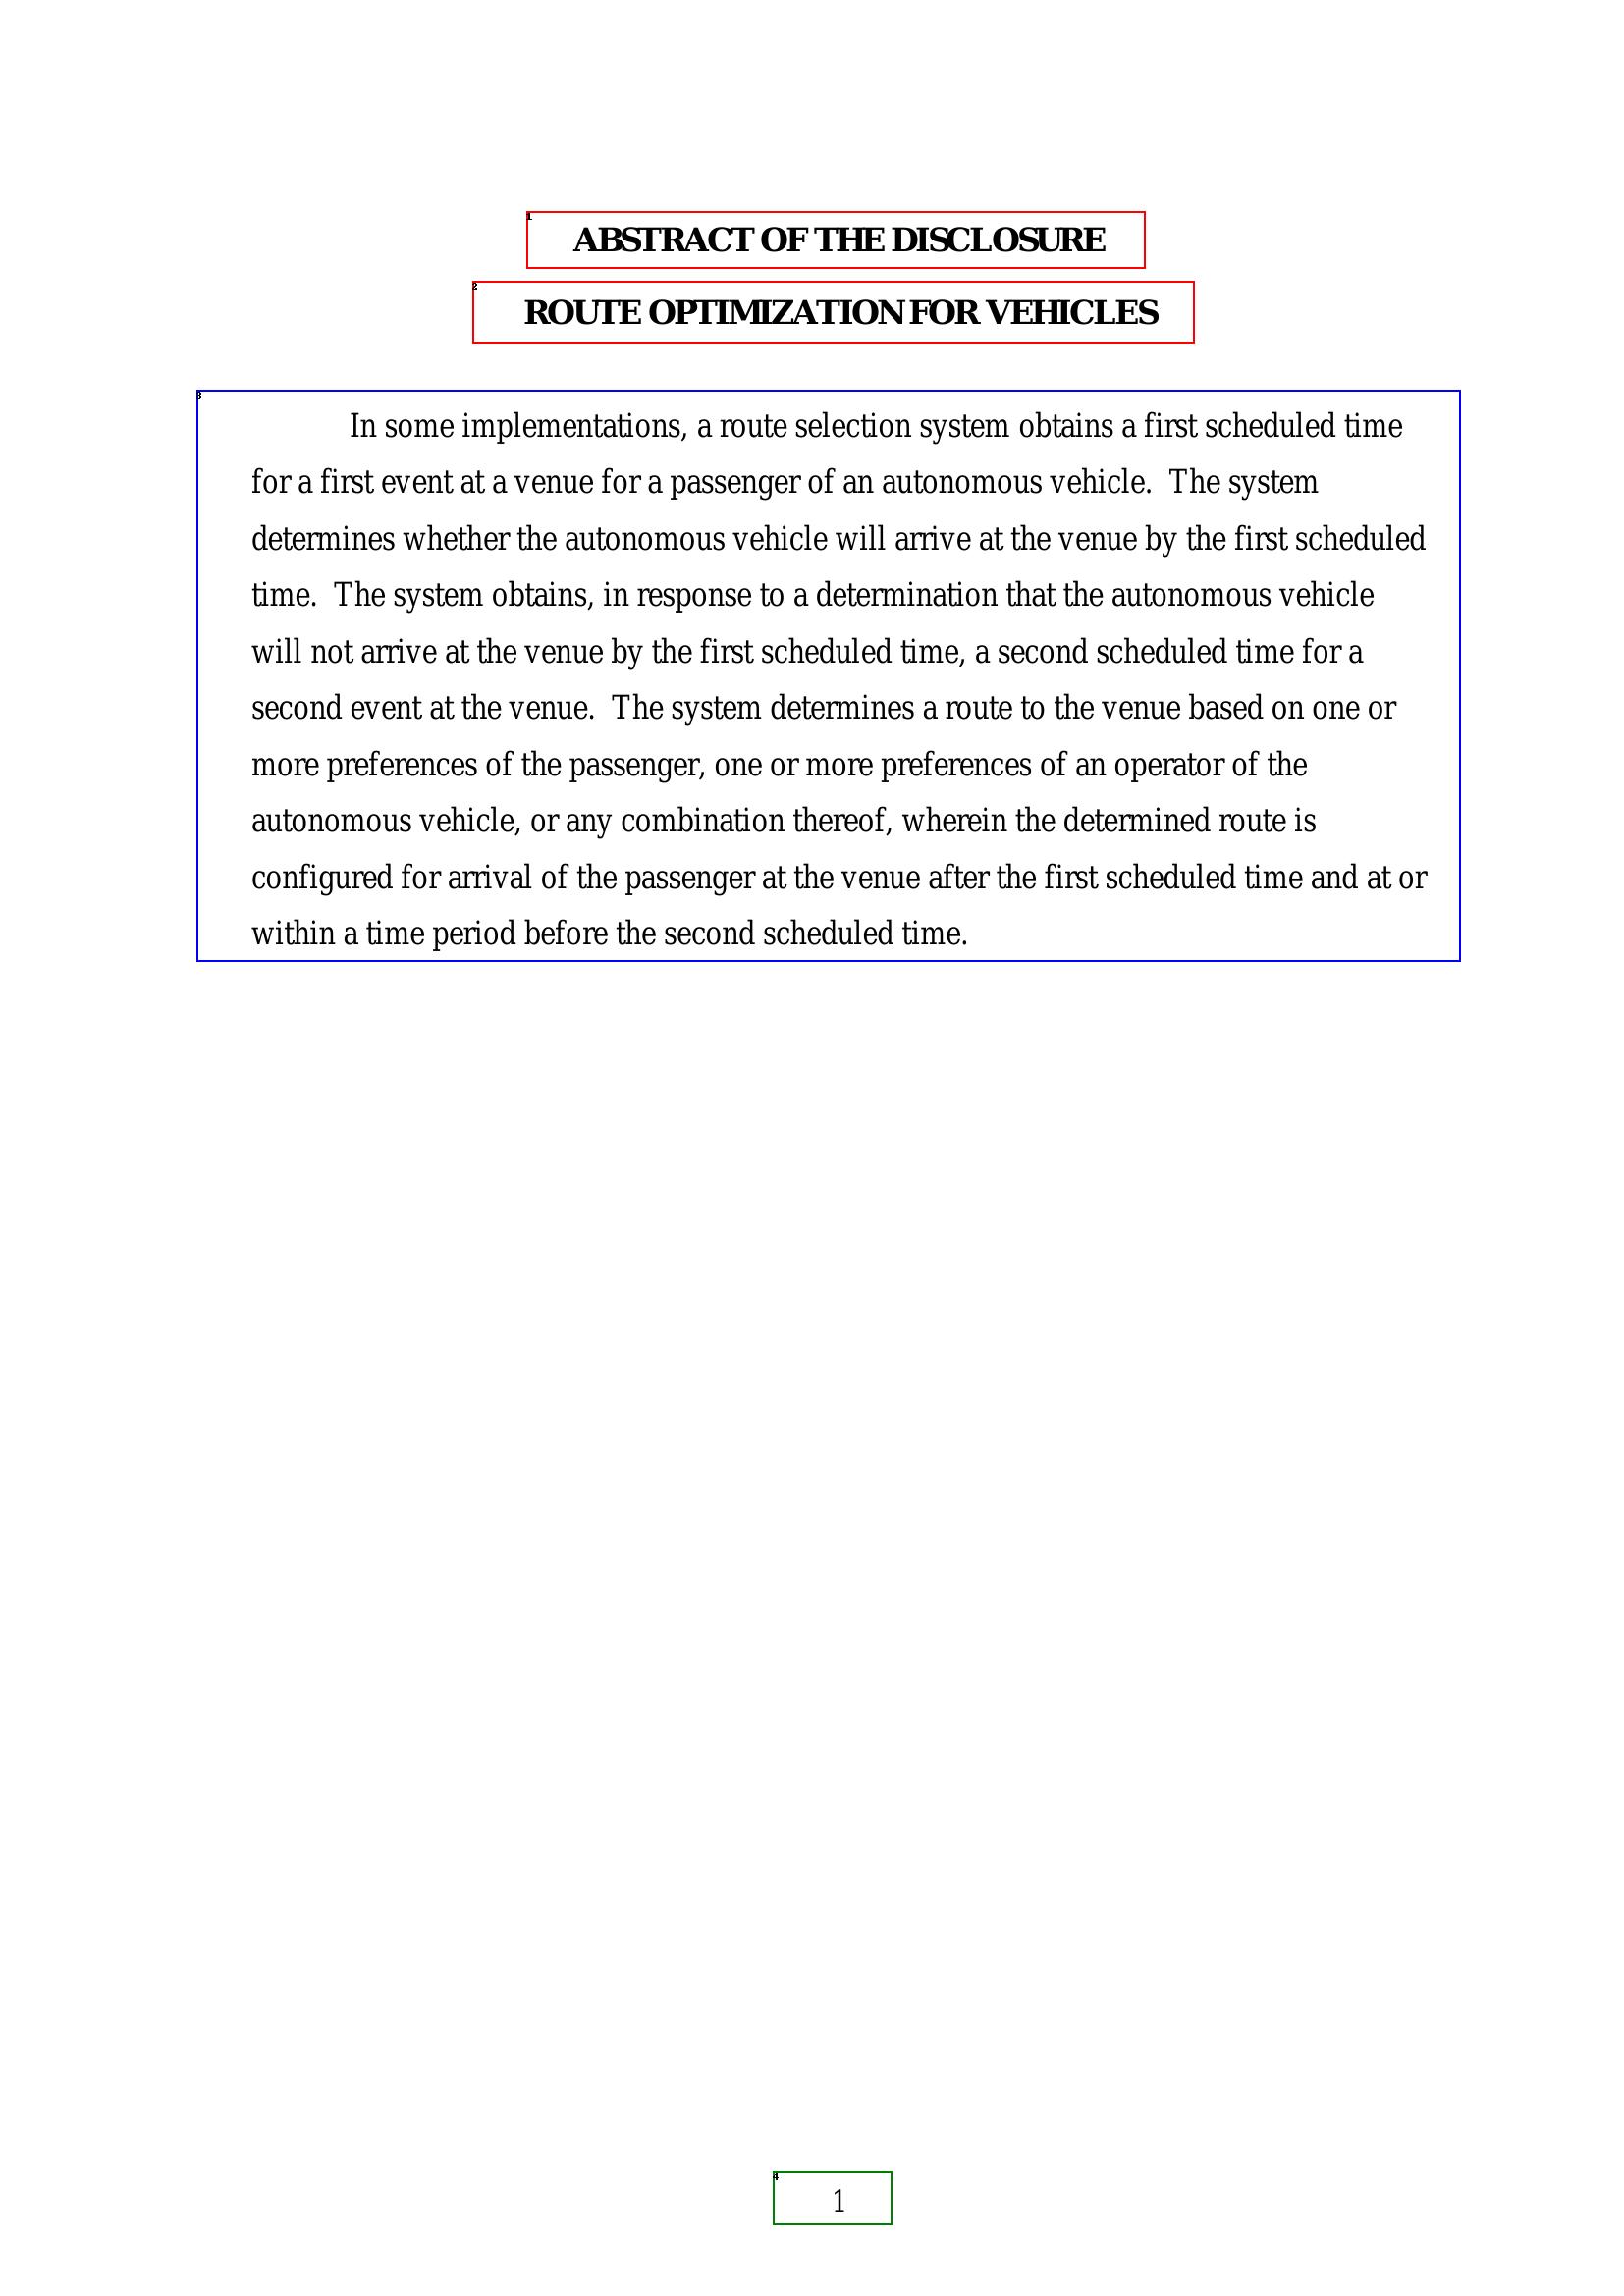 ABSTRACT OF THE DISCLOSURE
ROUTE OPTIMIZATION FOR VEHICLES
In some implementations, a route selection system obtains a first scheduled time
for a first event at a venue for a passenger of an autonomous vehicle.  The system
determines whether the autonomous vehicle will arrive at the venue by the first scheduled
time.  The system obtains, in response to a determination that the autonomous vehicle
will not arrive at the venue by the first scheduled time, a second scheduled time for a
second event at the venue.  The system determines a route to the venue based on one or
more preferences of the passenger, one or more preferences of an operator of the
autonomous vehicle, or any combination thereof, wherein the determined route is
configured for arrival of the passenger at the venue after the first scheduled time and at or
within a time period before the second scheduled time.
1